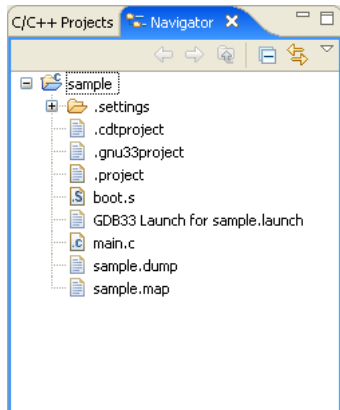 C/C++ Projects Navigator
sample
.settings
.cdtproject
.gnu33project
.project
boot.s
GDB33 Launch for sample.launch
main.c
sample.dump
sample.map